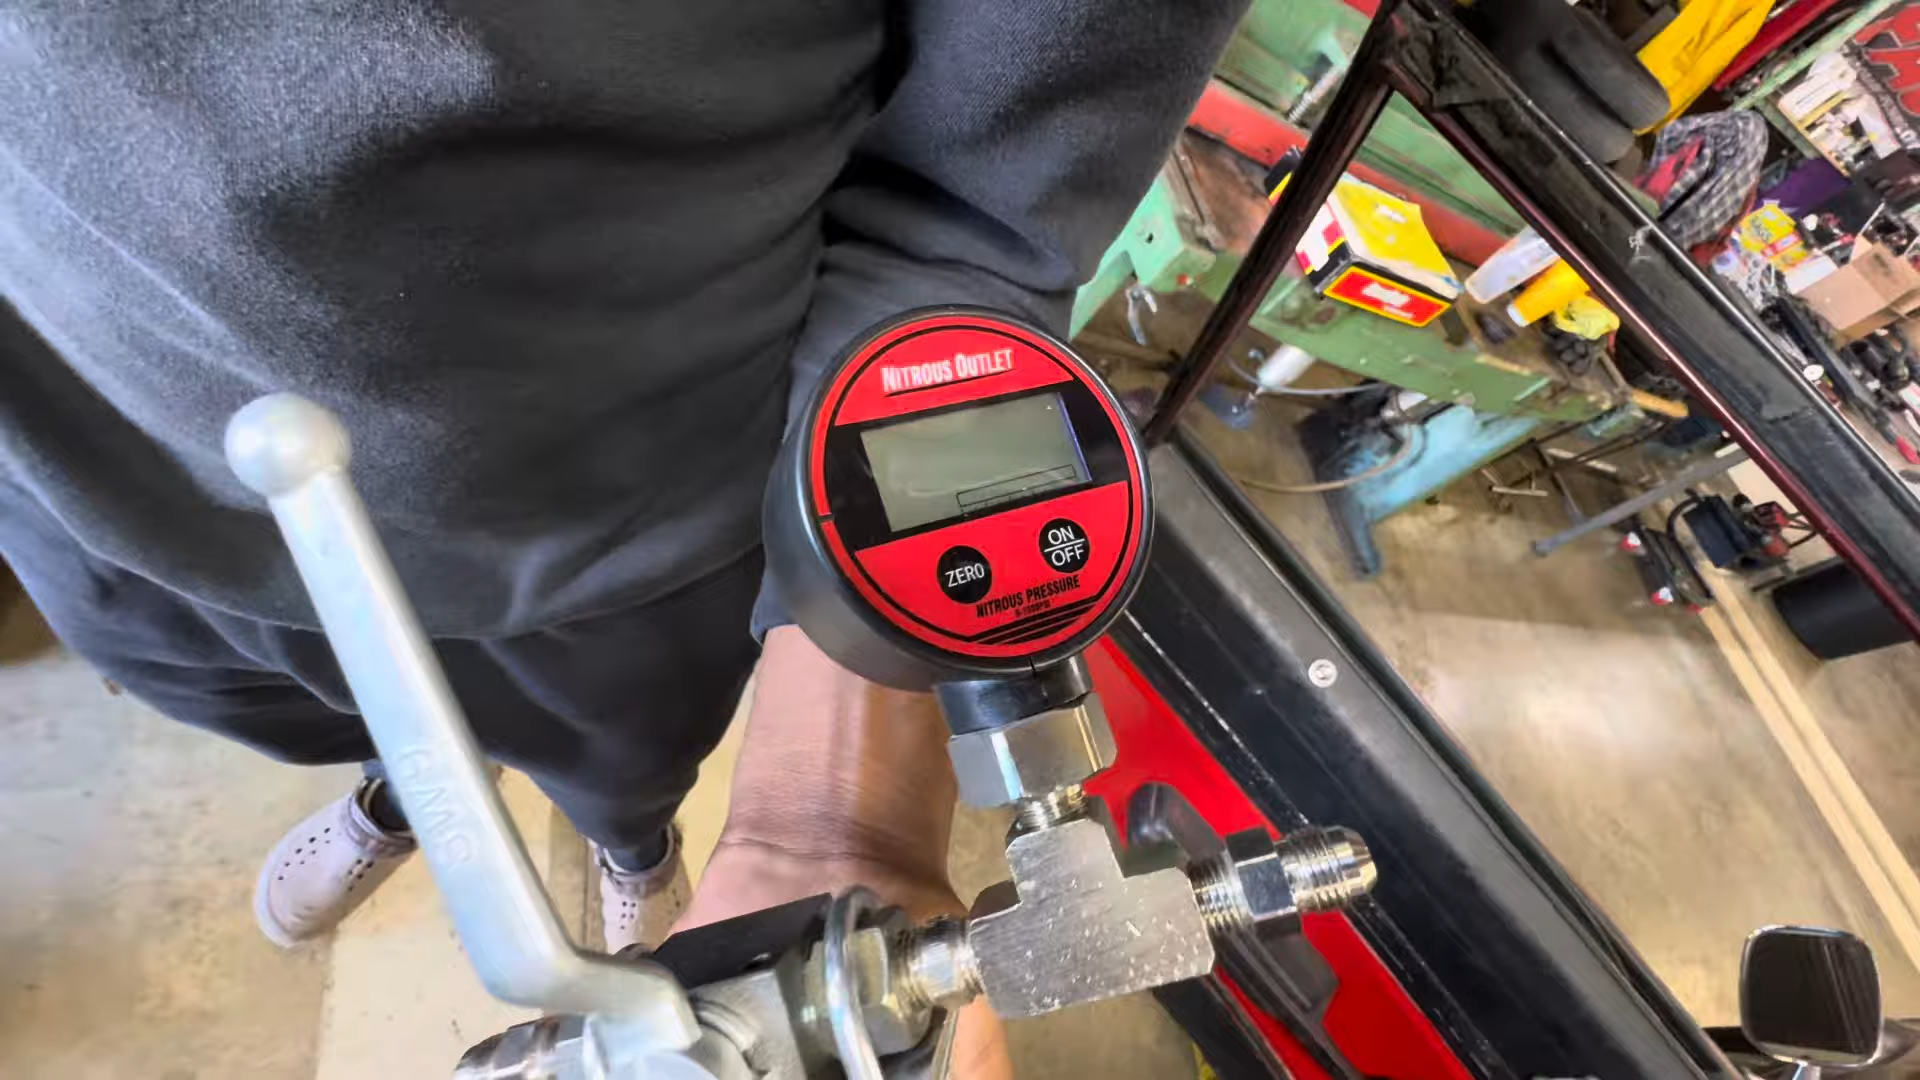 NITROUS OUTLET
ZERO
ON
OFF
NITROUS PRESSURE